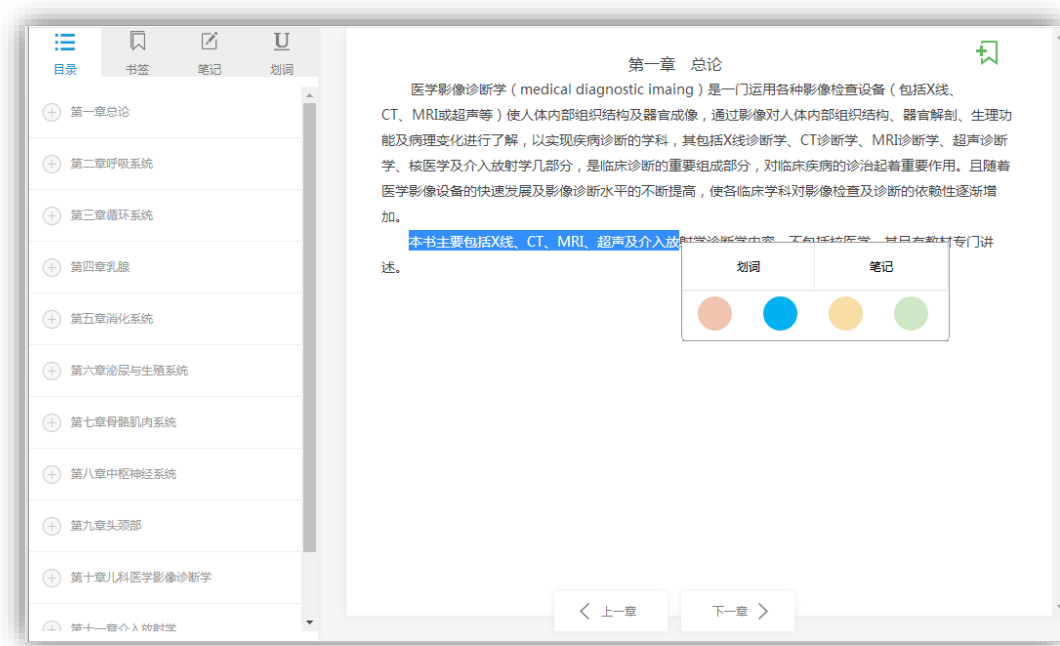 目录 书签 笔记 划词
第一章总论
第二章呼吸系统
第三章循环系统
第四章乳腺
第五章消化系统
第六章泌尿与生殖系统
第七章骨骼肌肉系统
第八章中枢神经系统
第九章头颈部
第十章儿科医学影像诊断学
第十一章介入放射学
第一章 总论
医学影像诊断学（medical diagnostic imaing）是一门运用各种影像检查设备（包括X线、
CT、MRI或超声等）使人体内部组织结构及器官成像，通过影像对人体内部组织结构、器官解剖、生理功
能及病理变化进行了解，以实现疾病诊断的学科，其包括X线诊断学、CT诊断学、MRI诊断学、超声诊断
学、核医学及介入放射学几部分，是临床诊断的重要组成部分，对临床疾病的诊治起着重要作用。且随着
医学影像设备的快速发展及影像诊断水平的不断提高，使各临床学科对影像检查及诊断的依赖性逐渐增
加。
本书主要包括X线、CT、MRI、超声及介入放射学诊断学内容，不包括核医学，其另有教材专门讲
述。
划词 笔记
上一章 下一章